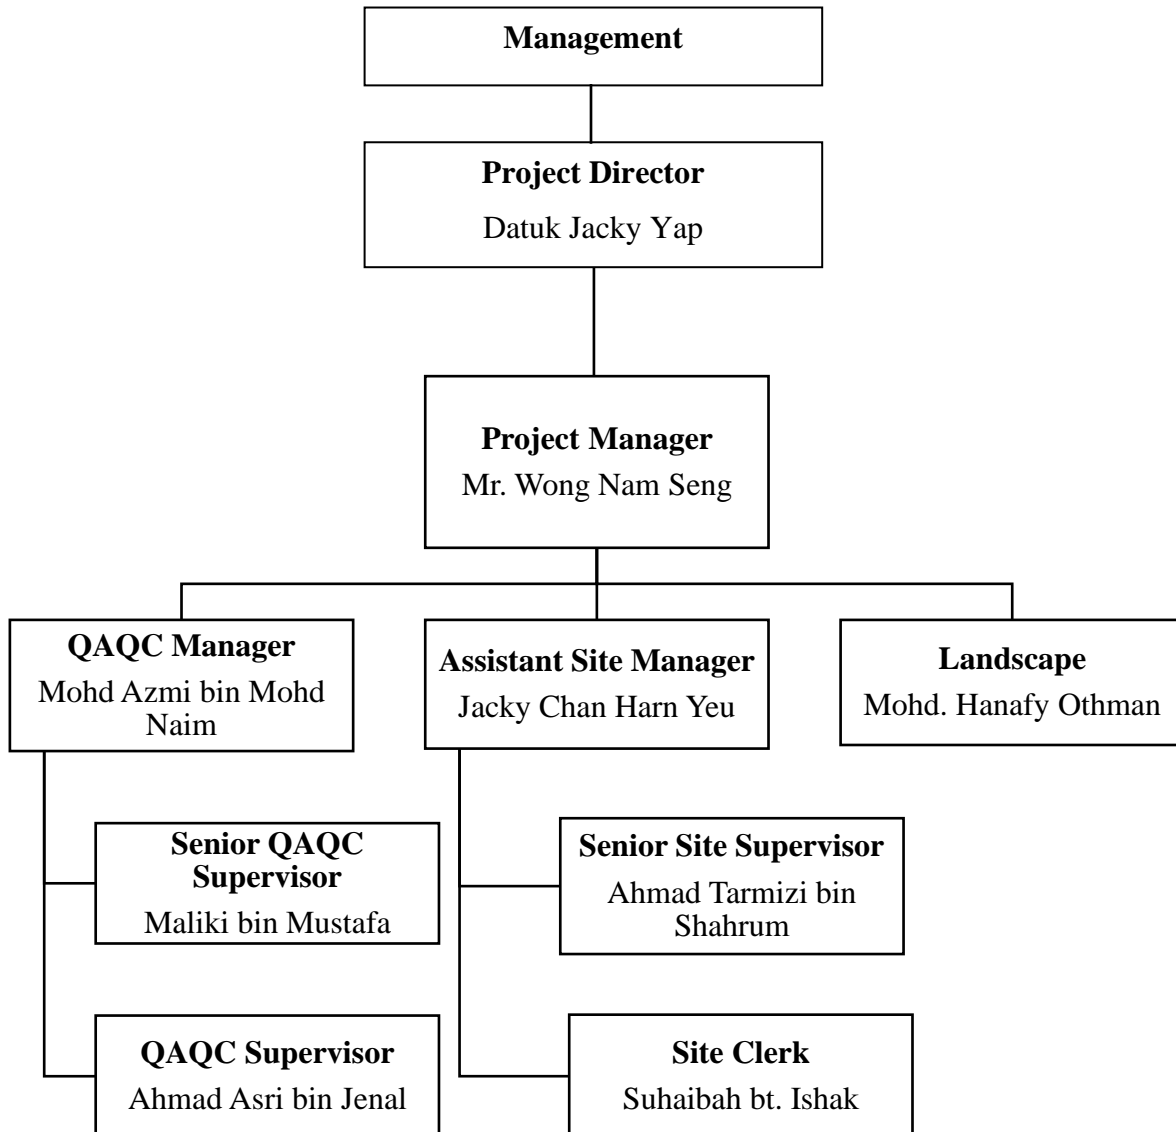 Management
Project Director
Datuk Jacky Yap
Project Manager
Mr. Wong Nam Seng
QAQC Manager
Mohd Azmi bin Mohd
Naim
Assistant Site Manager
Jacky Chan Harn Yeu
Landscape
Mohd. Hanafy Othman
Senior QAQC
Supervisor
Maliki bin Mustafa
Senior Site Supervisor
Ahmad Tarmizi bin
Shahrum
QAQC Supervisor
Ahmad Asri bin Jenal
Site Clerk
Suhaibah bt. Ishak